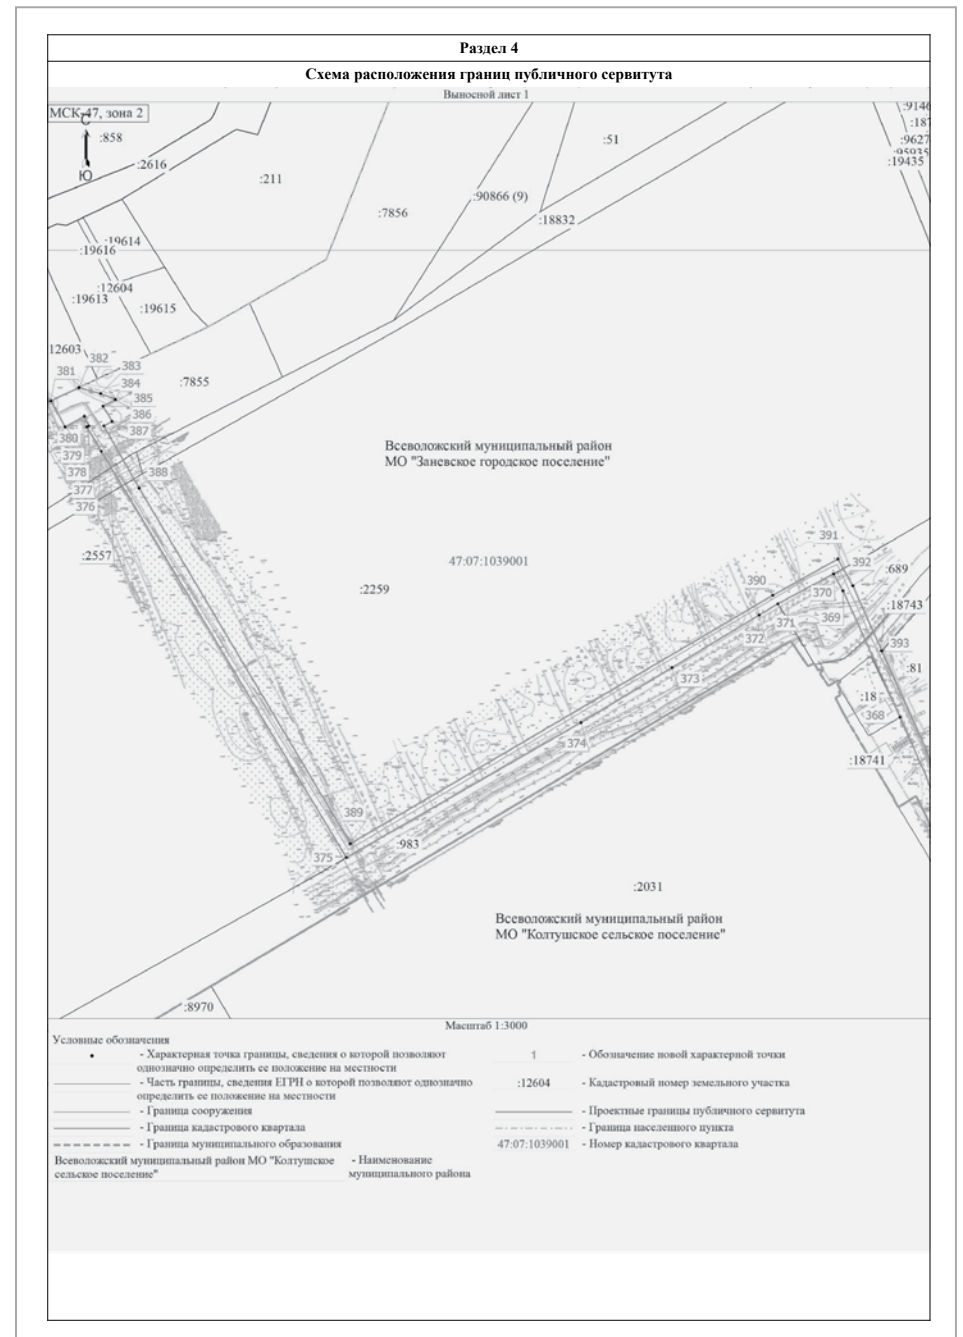 Раздел 4
Схема расположения границ публичного сервитута
Выносной лист 1
МСК-47, зона 2
С
Ю
:858
:2616
:211
:51
:9146
:187
:9627
:19435
:90866 (9)
:7856
:18832
:19614
:19616
:12604
:19613
:19615
12603
382
381
383
384
385
386
387
:7855
380
379
378
377
376
388
Всеволожский муниципальный район
МО "Заневское городское поселение"
:2557
47:07:1039001
:2259
391
392
:689
390
370
371
369
:18743
372
393
373
:81
:18
368
374
:18741
389
375
:983
:2031
Всеволожский муниципальный район
МО "Колтушское сельское поселение"
:8970
Масштаб 1:3000
Условные обозначения
- Характерная точка границы, сведения о которой позволяют
однозначно определить ее положение на местности
- Часть границы, сведения ЕГРН о которой позволяют однозначно
определить ее положение на местности
- Граница сооружения
- Граница кадастрового квартала
- Граница муниципального образования
Всеволожский муниципальный район МО "Колтушское
сельское поселение"
- Наименование
муниципального района
1 - Обозначение новой характерной точки
:12604 - Кадастровый номер земельного участка
- Проектные границы публичного сервитута
- Граница населенного пункта
47:07:1039001 - Номер кадастрового квартала